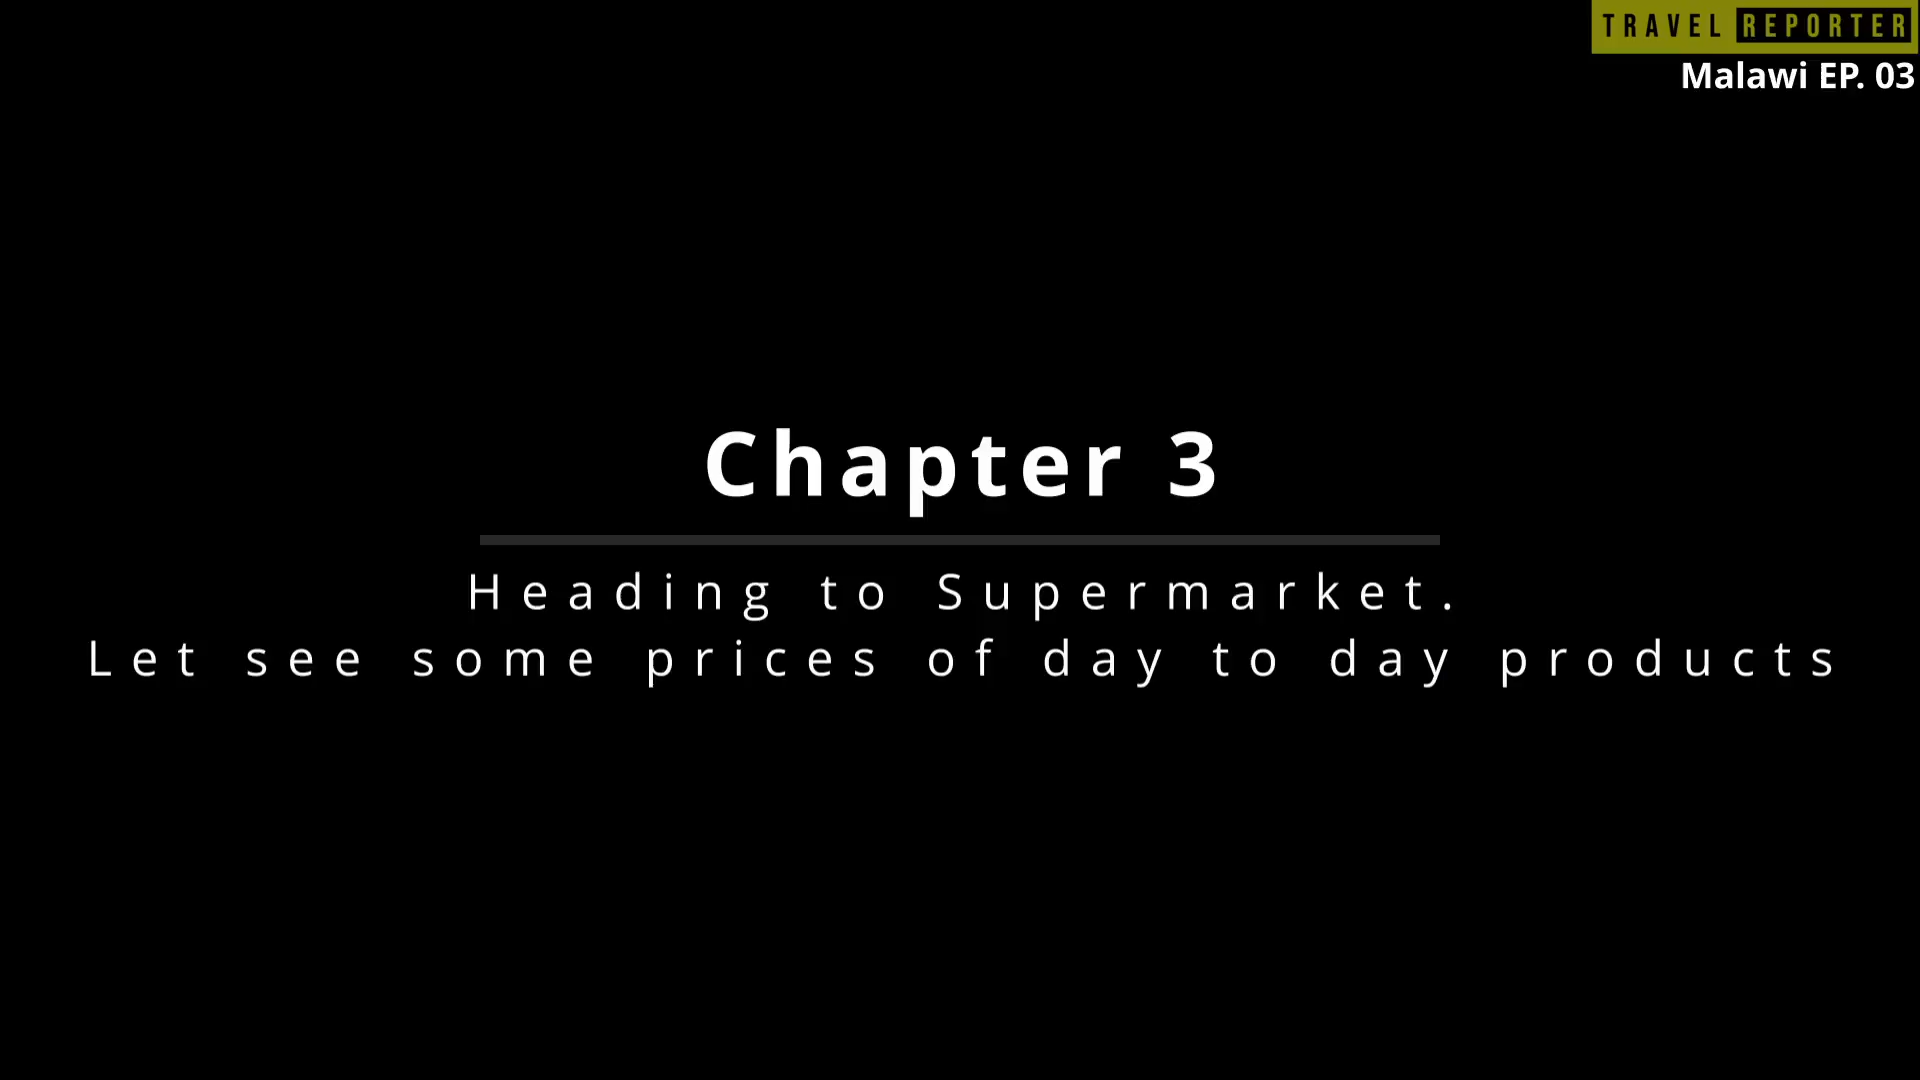 TRAVEL REPORTER
Malawi EP. 03
Chapter 3
Heading to Supermarket.
Let see some prices of day to day products